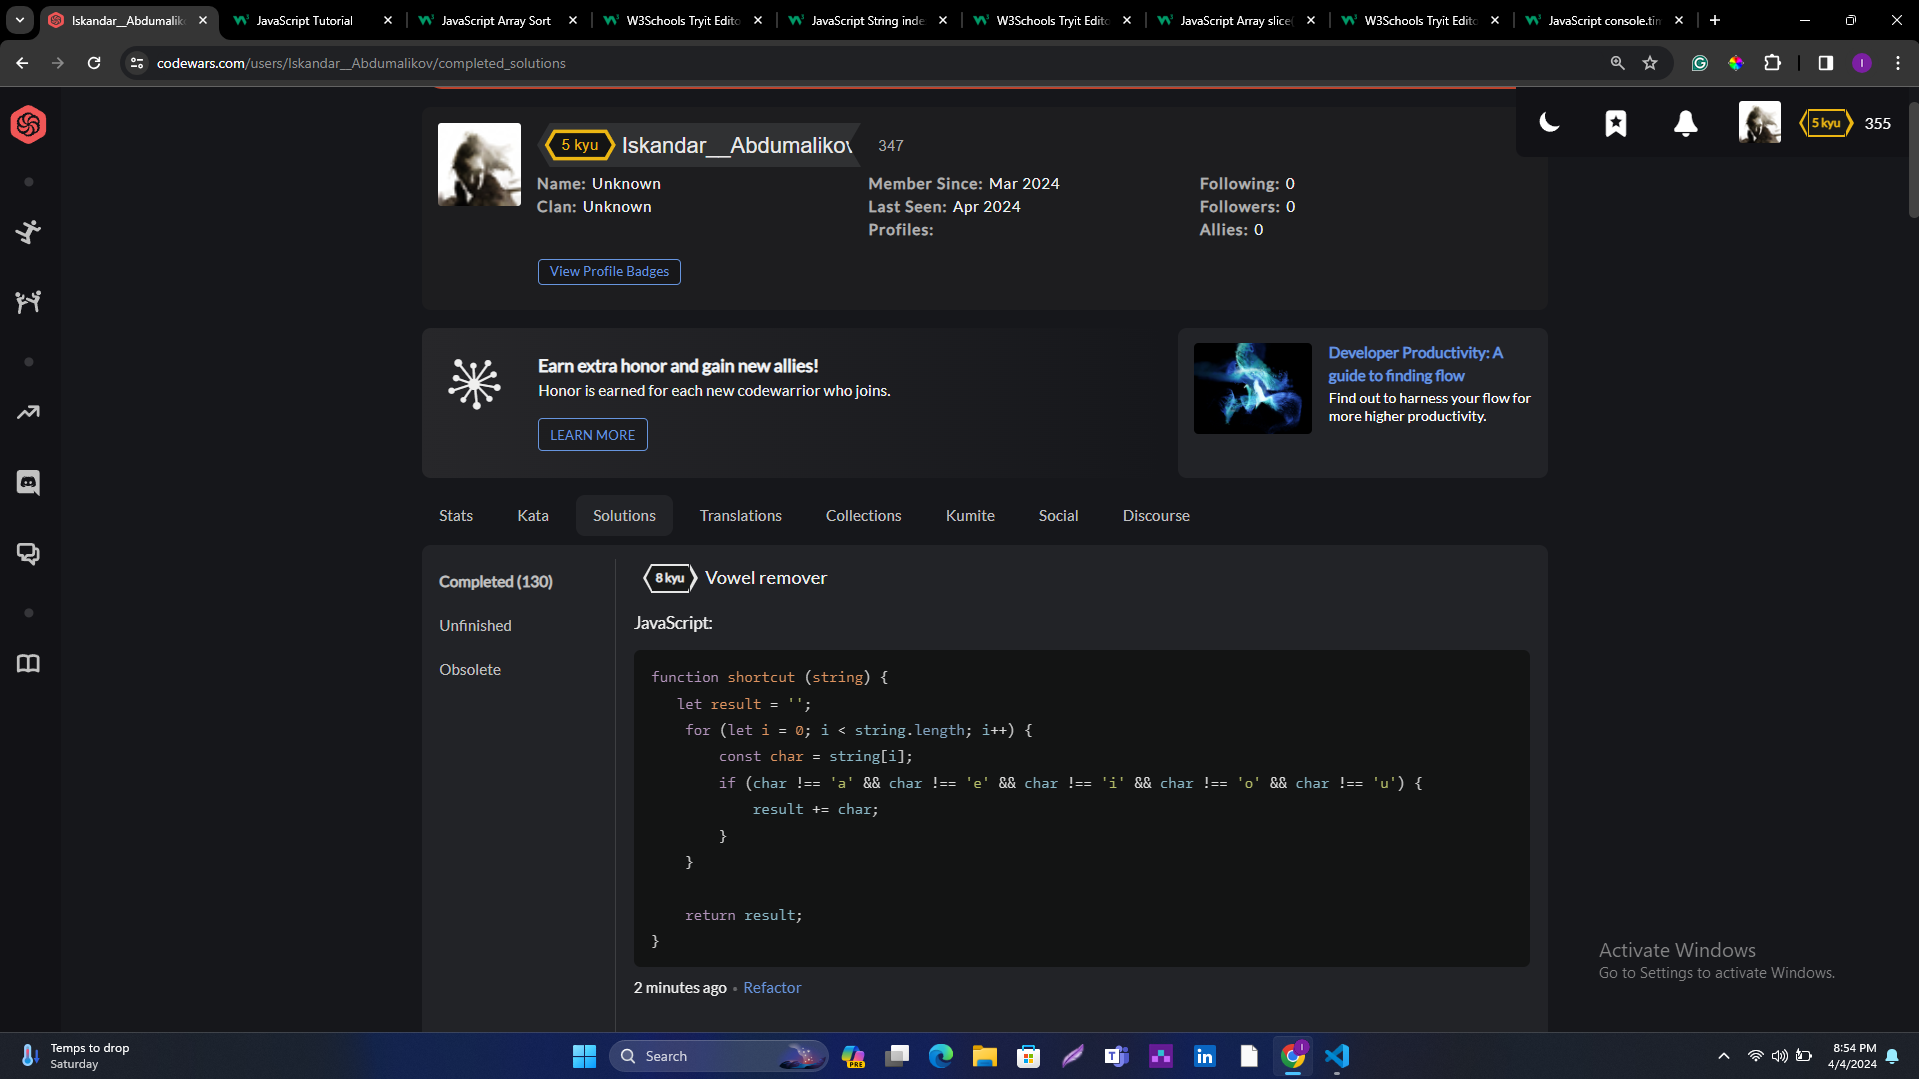 Iskandar__Abdumaliko
JavaScript Tutorial
JavaScript Array Sort
W3Schools Tryit Edito
JavaScript String inde
W3Schools Tryit Edito
JavaScript Array slice(
W3Schools Tryit Edito
JavaScript console.tim
codewars.com/users/Iskandar__Abdumalikov/completed_solutions
I
5 kyu
355
5 kyu
Iskandar__Abdumalikov
347
Name: Unknown
Clan: Unknown
Member Since: Mar 2024
Last Seen: Apr 2024
Profiles:
Following: 0
Followers: 0
Allies: 0
View Profile Badges
Earn extra honor and gain new allies!
Honor is earned for each new codewarrior who joins.
LEARN MORE
Developer Productivity: A
guide to finding flow
Find out to harness your flow for
more higher productivity.
Stats
Kata
Solutions
Translations
Collections
Kumite
Social
Discourse
Completed (130)
Unfinished
Obsolete
8 kyu
Vowel remover
JavaScript:
function shortcut (string) {
let result = '';
for (let i = 0; i < string.length; i++) {
const char = string[i];
if (char !== 'a' && char !== 'e' && char !== 'i' && char !== 'o' && char !== 'u') {
result += char;
}
}
return result;
}
2 minutes ago • Refactor
Activate Windows
Go to Settings to activate Windows.
Temps to drop
Saturday
Search
PRE
8:54 PM
4/4/2024